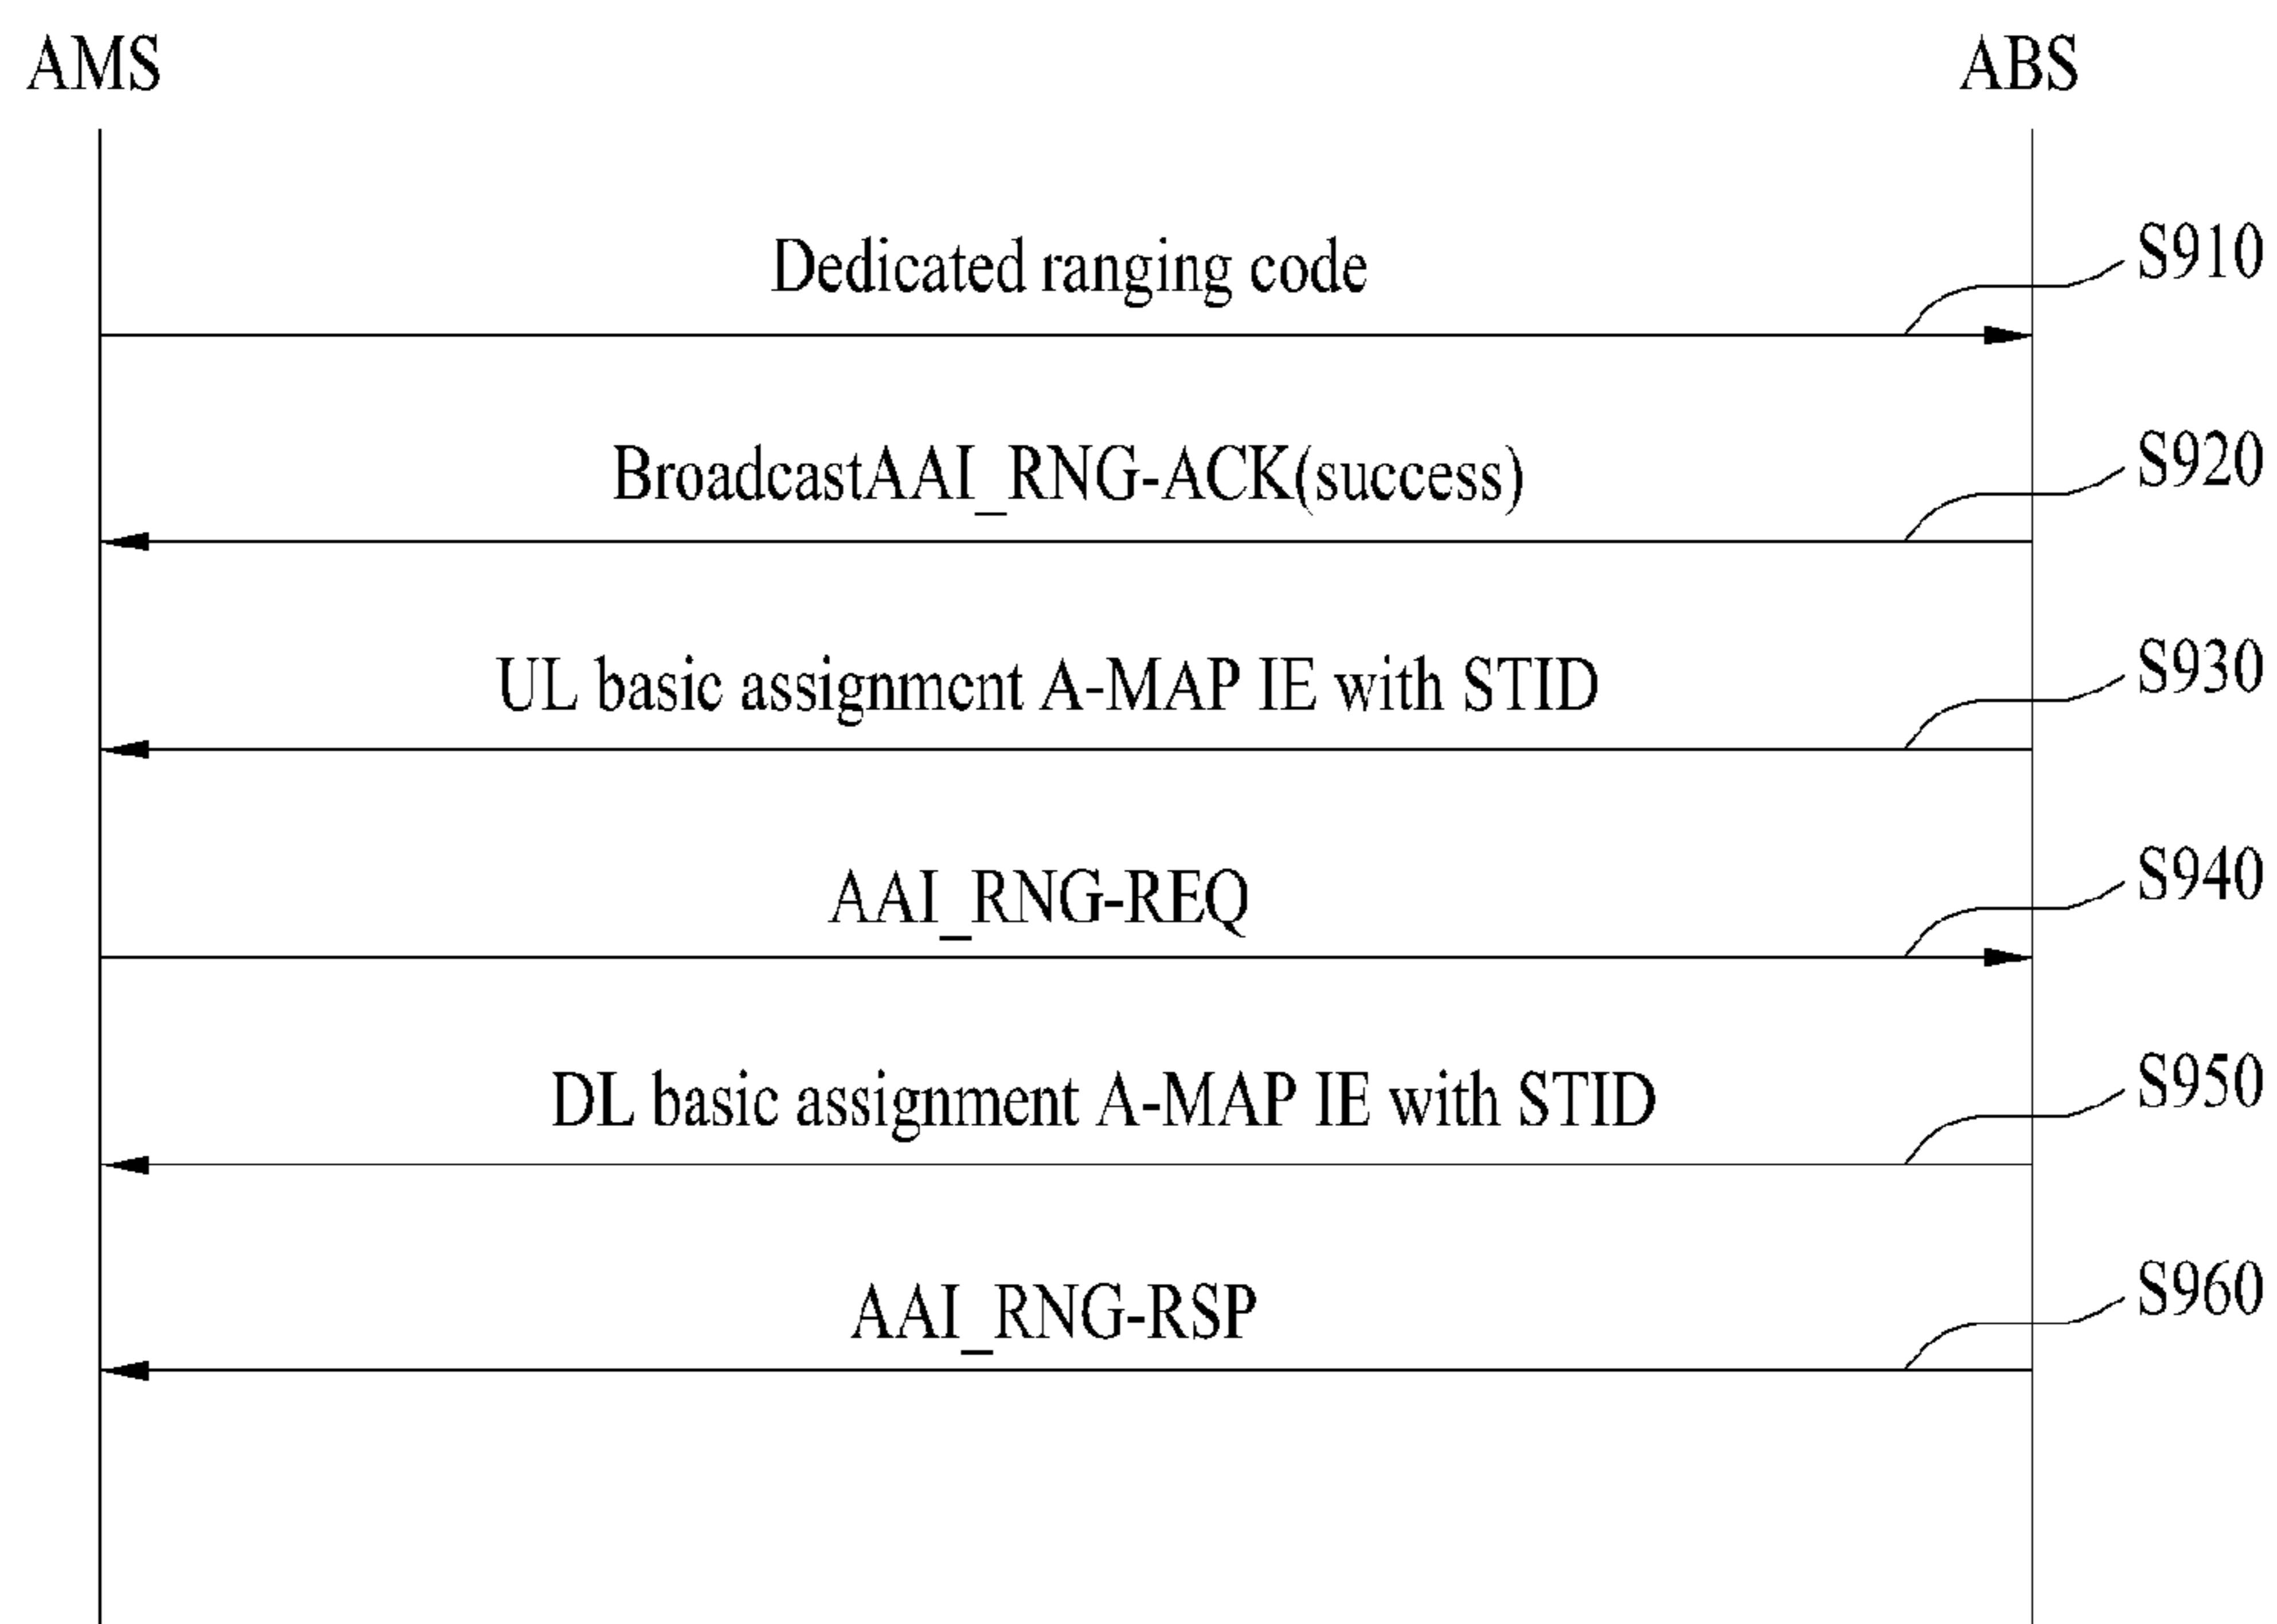 AMS
ABS
Dedicated ranging code
S910
BroadcastAAI_RNG-ACK(success)
S920
UL basic assignment A-MAP IE with STID
S930
AAI_RNG-REQ
S940
DL basic assignment A-MAP IE with STID
S950
AAI_RNG-RSP
S960